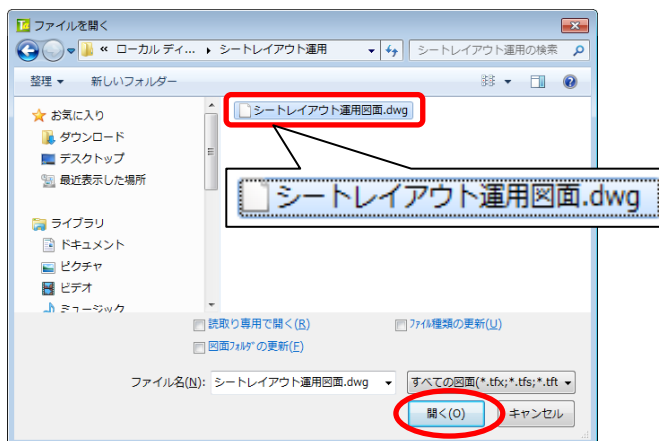 ファイルを開く
« ローカル ディ... ▸ シートレイアウト運用
シートレイアウト運用の検索
整理 ▼ 新しいフォルダー
お気に入り
ダウンロード
デスクトップ
最近表示した場所
ライブラリ
ドキュメント
ピクチャ
ビデオ
ミュージック
シートレイアウト運用図面.dwg
シートレイアウト運用図面.dwg
読取り専用で開く(R)
ﾌｧｲﾙ種類の更新(U)
図面ﾌｫﾙﾀﾞの更新(F)
ファイル名(N): シートレイアウト運用図面.dwg
すべての図面(*.tfx;*.tfs;*.tft
開く(O)
キャンセル